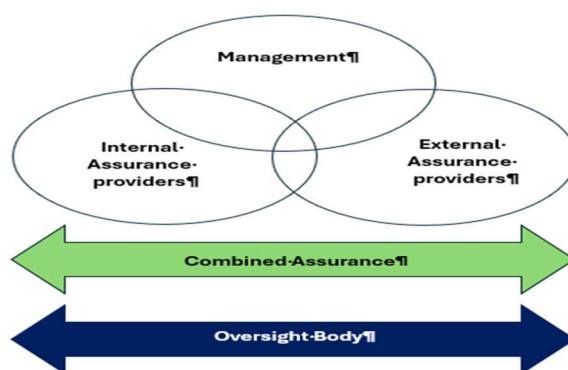 Management¶
Internal·
Assurance·
providers¶
External·
Assurance·
providers¶
Combined·Assurance¶
Oversight·Body¶